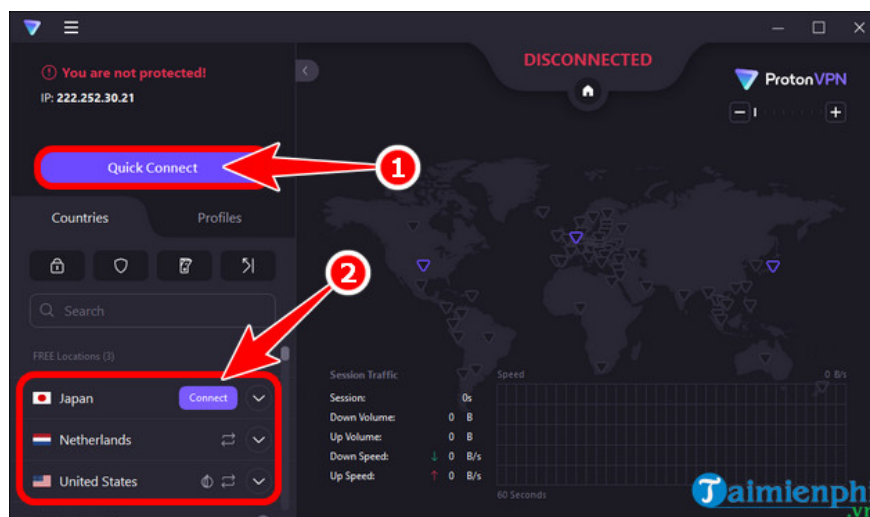 DISCONNECTED
You are not protected!
IP: 222.252.30.21
ProtonVPN
Quick Connect
1
Countries
Profiles
2
Search
FREE Locations (3)
Japan
Connect
Netherlands
United States
Session Traffic
Session: 0s
Down Volume: 0 B
Up Volume: 0 B
Down Speed: ↓ 0 B/s
Up Speed: ↑ 0 B/s
Speed
0 B/s
60 Seconds
Taimienphi
.vn